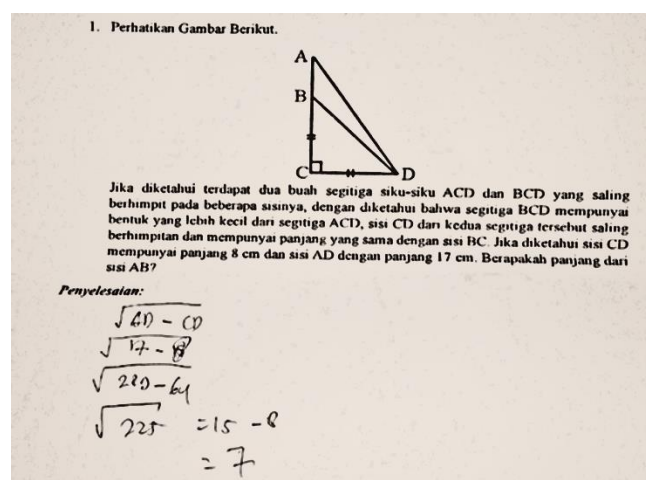 1. Perhatikan Gambar Berikut.
A
B
C
D
Jika diketahui terdapat dua buah segitiga siku-siku ACD dan BCD yang saling
berhimpit pada beberapa sisinya, dengan diketahui bahwa segitiga BCD mempunyai
bentuk yang lebih kecil dari segitiga ACD, sisi CD dari kedua segitiga tersebut saling
berhimpitan dan mempunyai panjang yang sama dengan sisi BC. Jika diketahui sisi CD
mempunyai panjang 8 cm dan sisi AD dengan panjang 17 cm. Berapakah panjang dari
sisi AB?
Penyelesaian:
√AD - CD
√17 - 8
√289 - 64
√225 = 15 - 8
= 7